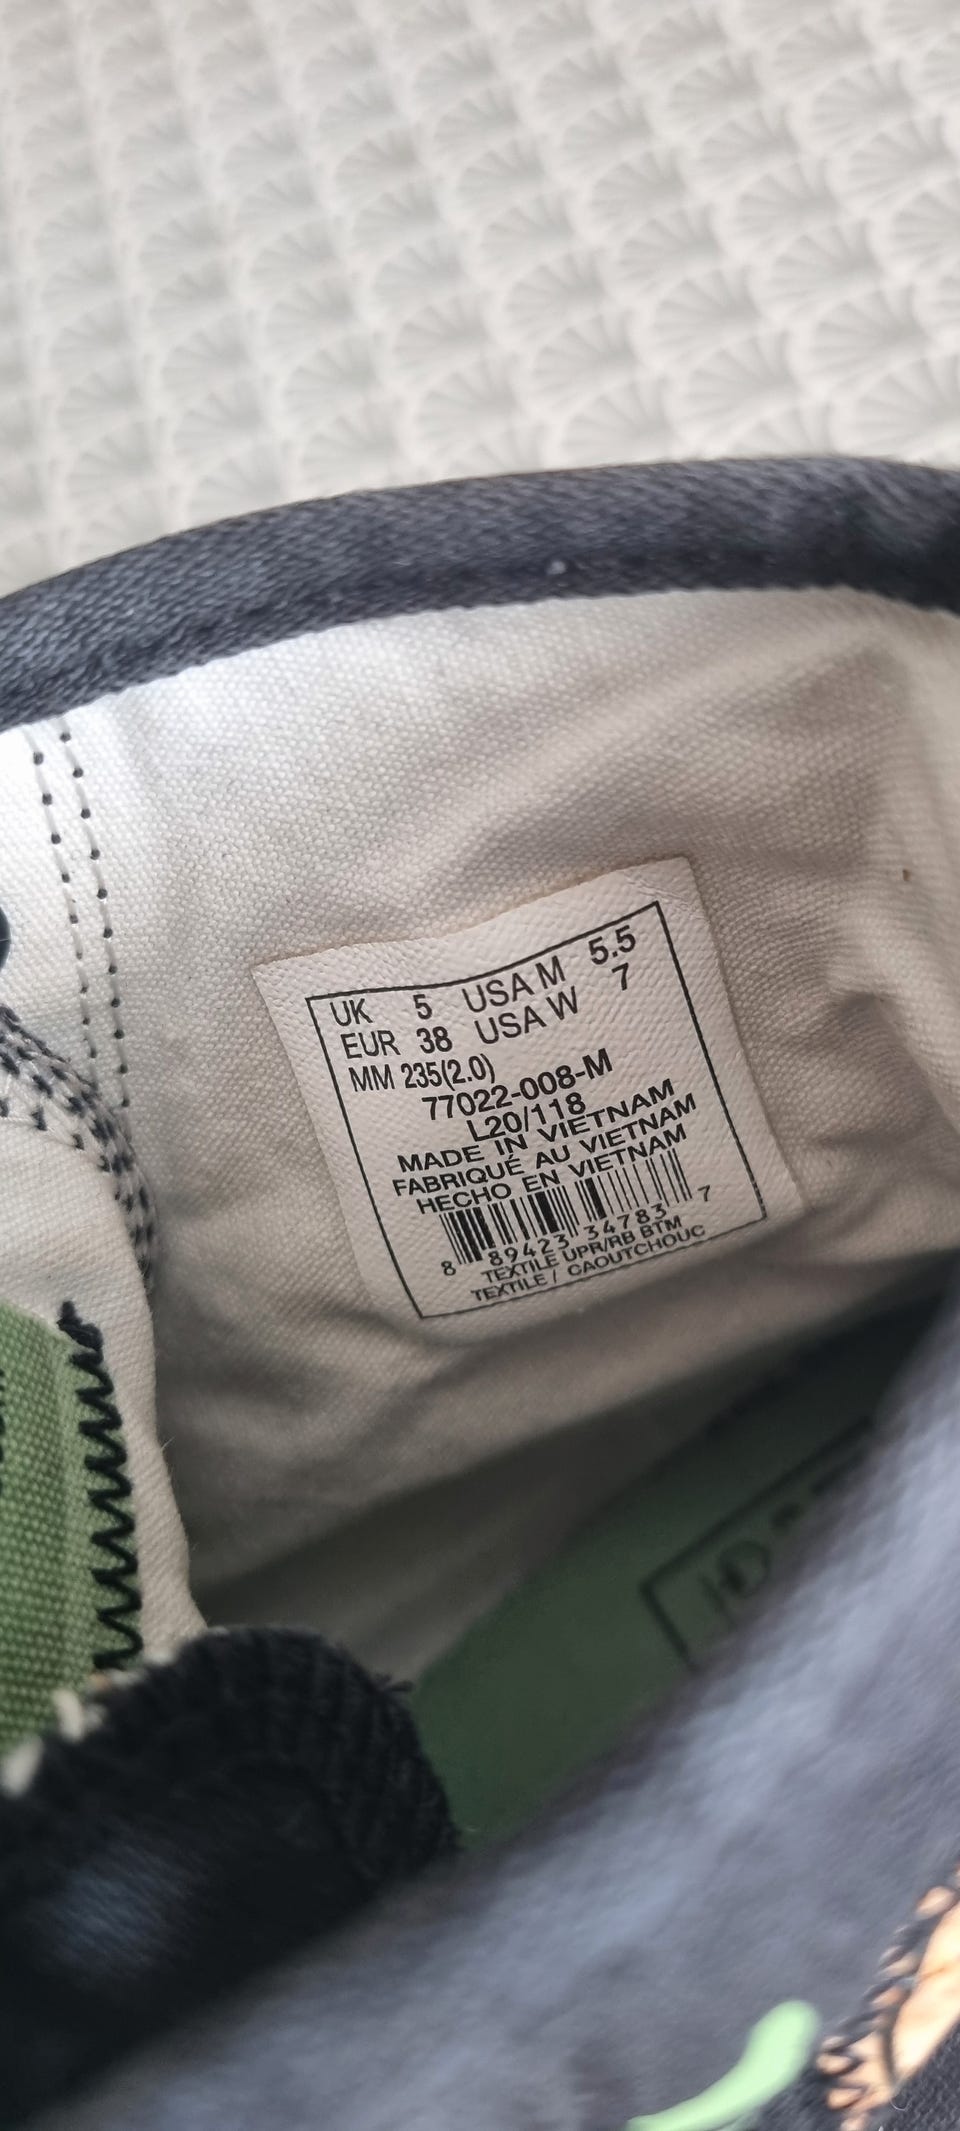 UK 5 USA M 5.5
EUR 38 USA W 7
MM 235(2.0)
77022-008-M
L20/118
MADE IN VIETNAM
FABRIQUÉ AU VIETNAM
HECHO EN VIETNAM
8 89423 34783 7
TEXTILE UPR/RB BTM
TEXTILE / CAOUTCHOUC